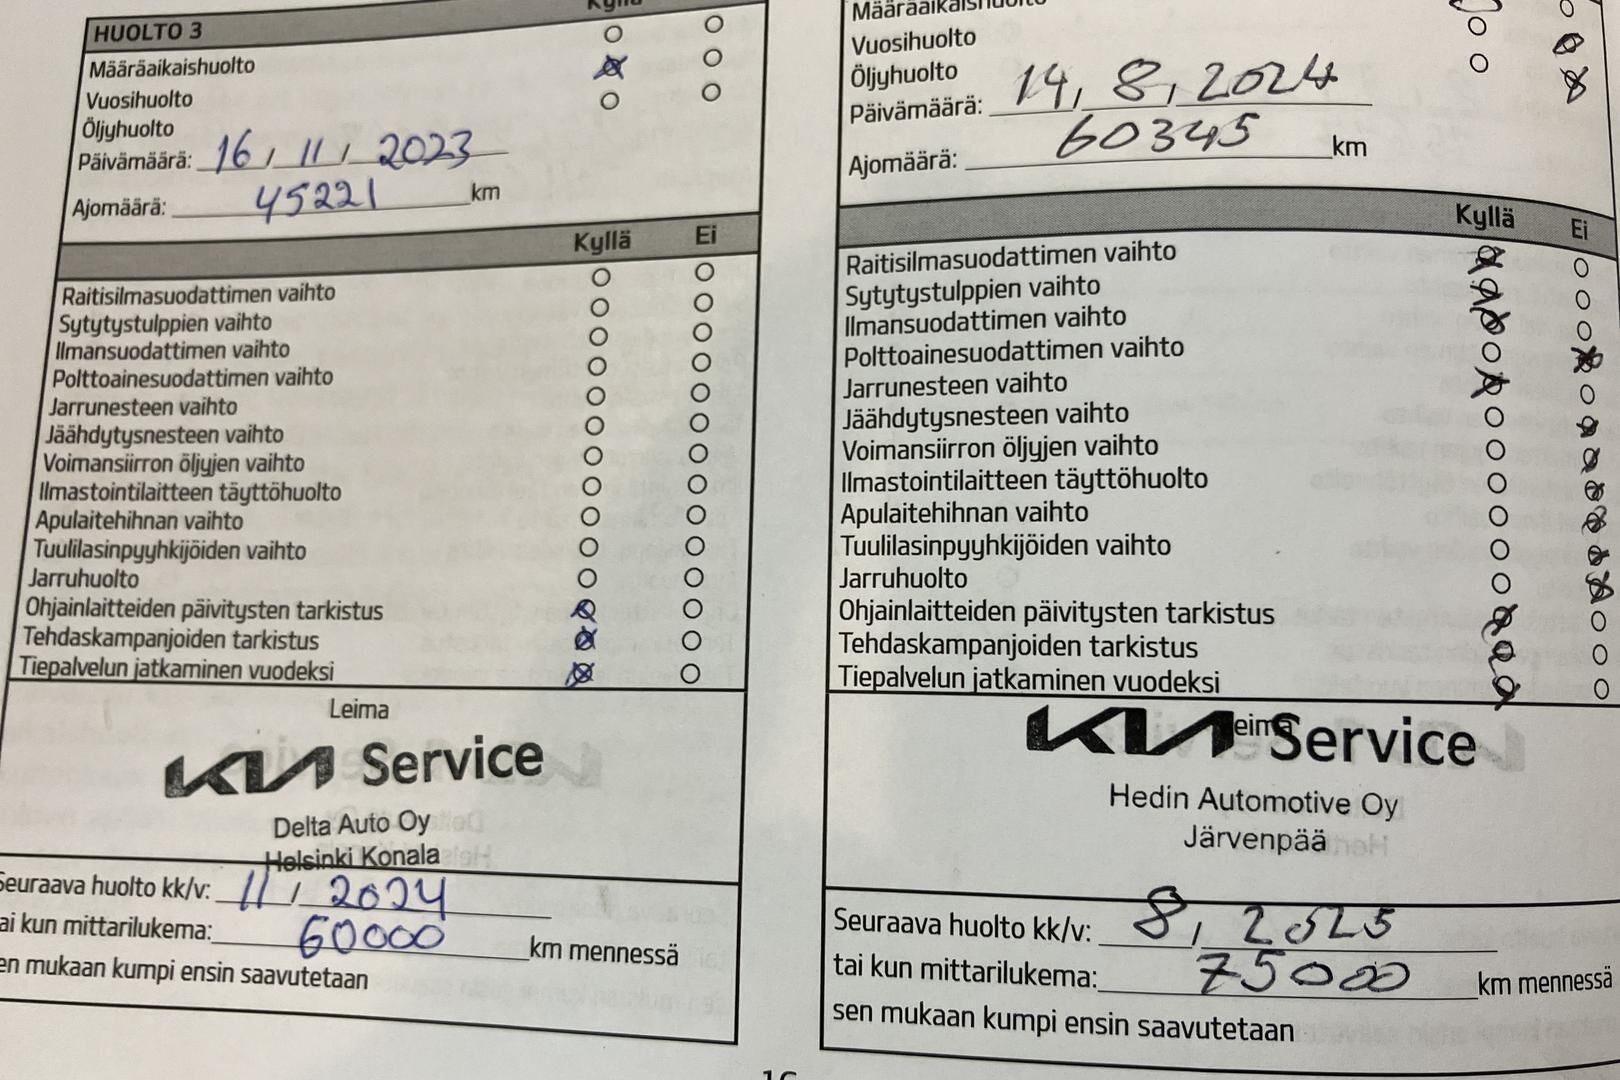 HUOLTO 3
Kyllä
Määräaikaishuolto
Vuosihuolto
Öljyhuolto
Päivämäärä: 16 / 11 / 2023
Ajomäärä: 45221 km
Kyllä Ei
Raitisilmasuodattimen vaihto
Sytytystulppien vaihto
Ilmansuodattimen vaihto
Polttoainesuodattimen vaihto
Jarrunesteen vaihto
Jäähdytysnesteen vaihto
Voimansiirron öljyjen vaihto
Ilmastointilaitteen täyttöhuolto
Apulaitehihnan vaihto
Tuulilasinpyyhkijöiden vaihto
Jarruhuolto
Ohjainlaitteiden päivitysten tarkistus
Tehdaskampanjoiden tarkistus
Tiepalvelun jatkaminen vuodeksi
Leima
KIA Service
Delta Auto Oy
Helsinki Konala
Seuraava huolto kk/v: 11 / 2024
tai kun mittarilukema: 60000 km mennessä
sen mukaan kumpi ensin saavutetaan
Määräaikaishuolto
Vuosihuolto
Öljyhuolto
Päivämäärä: 14, 8, 2024
Ajomäärä: 60345 km
Kyllä Ei
Raitisilmasuodattimen vaihto
Sytytystulppien vaihto
Ilmansuodattimen vaihto
Polttoainesuodattimen vaihto
Jarrunesteen vaihto
Jäähdytysnesteen vaihto
Voimansiirron öljyjen vaihto
Ilmastointilaitteen täyttöhuolto
Apulaitehihnan vaihto
Tuulilasinpyyhkijöiden vaihto
Jarruhuolto
Ohjainlaitteiden päivitysten tarkistus
Tehdaskampanjoiden tarkistus
Tiepalvelun jatkaminen vuodeksi
Leima
KIA Service
Hedin Automotive Oy
Järvenpää
Seuraava huolto kk/v: 8, 2025
tai kun mittarilukema: 75000 km mennessä
sen mukaan kumpi ensin saavutetaan